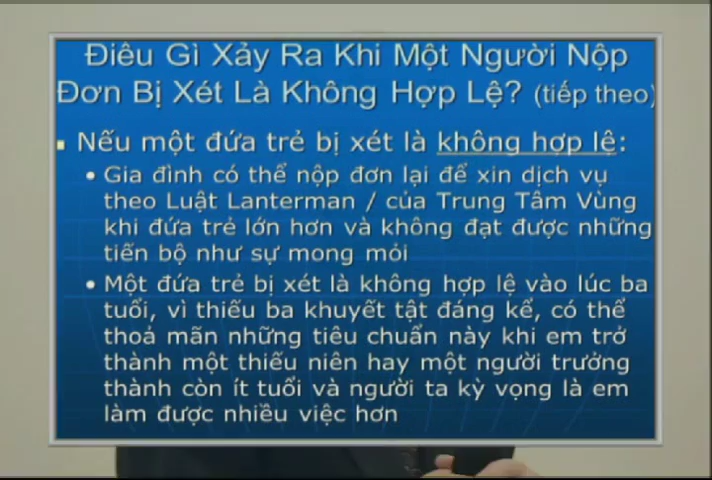 Điều Gì Xảy Ra Khi Một Người Nộp
Đơn Bị Xét Là Không Hợp Lệ? (tiếp theo)
Nếu một đứa trẻ bị xét là không hợp lệ:
Gia đình có thể nộp đơn lại để xin dịch vụ
theo Luật Lanterman / của Trung Tâm Vùng
khi đứa trẻ lớn hơn và không đạt được những
tiến bộ như sự mong mỏi
Một đứa trẻ bị xét là không hợp lệ vào lúc ba
tuổi, vì thiếu ba khuyết tật đáng kể, có thể
thoả mãn những tiêu chuẩn này khi em trở
thành một thiếu niên hay một người trưởng
thành còn ít tuổi và người ta kỳ vọng là em
làm được nhiều việc hơn